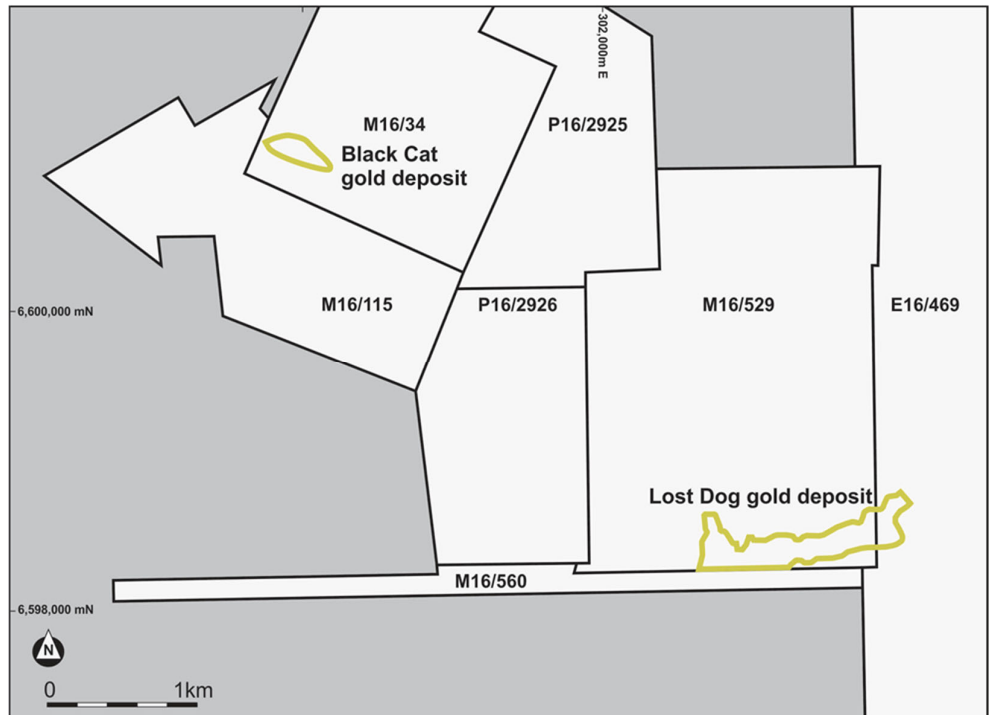 302,000m E
M16/34
P16/2925
Black Cat
gold deposit
M16/115
P16/2926
M16/529
E16/469
6,600,000 mN
Lost Dog gold deposit
M16/560
6,598,000 mN
N
0
1km